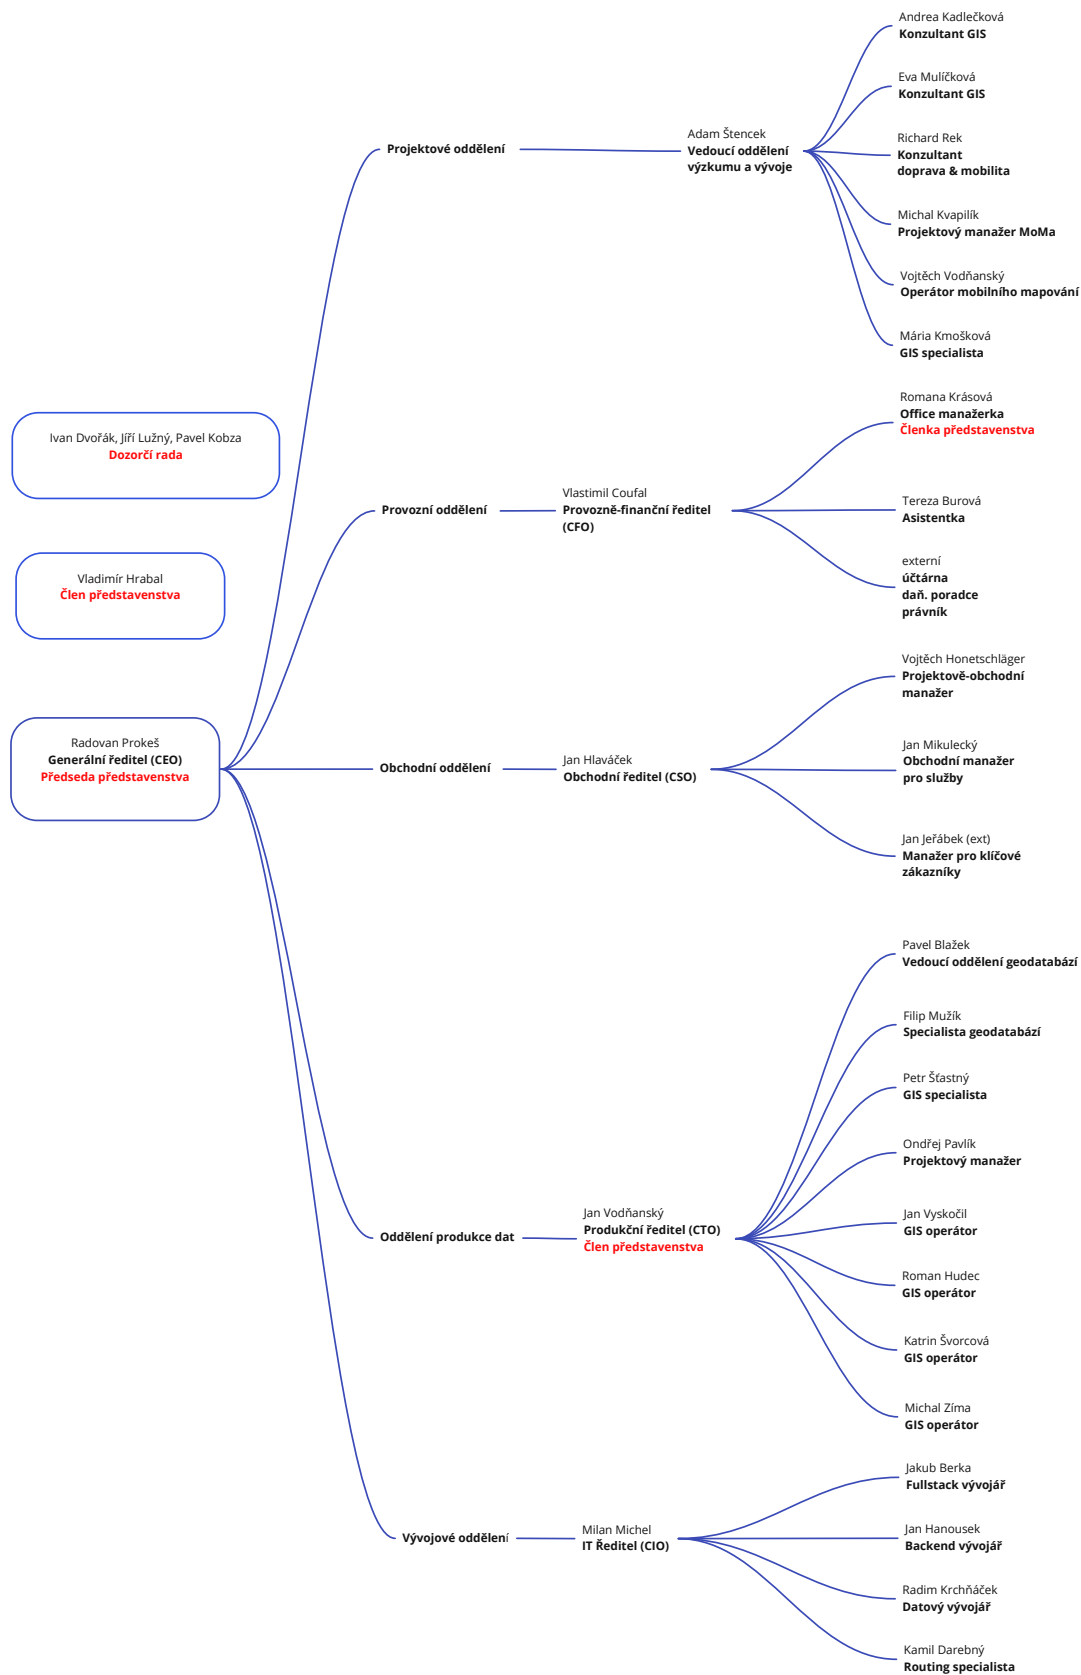 Ivan Dvořák, Jíří Lužný, Pavel Kobza
Dozorčí rada
Vladimír Hrabal
Člen představenstva
Radovan Prokeš
Generální ředitel (CEO)
Předseda představenstva
Projektové oddělení
Adam Štencek
Vedoucí oddělení
výzkumu a vývoje
Andrea Kadlečková
Konzultant GIS
Eva Mulíčková
Konzultant GIS
Richard Rek
Konzultant
doprava & mobilita
Michal Kvapilík
Projektový manažer MoMa
Vojtěch Vodňanský
Operátor mobilního mapování
Mária Kmošková
GIS specialista
Provozní oddělení
Vlastimil Coufal
Provozně-finanční ředitel
(CFO)
Romana Krásová
Office manažerka
Členka představenstva
Tereza Burová
Asistentka
externí
účtárna
daň. poradce
právník
Obchodní oddělení
Jan Hlaváček
Obchodní ředitel (CSO)
Vojtěch Honetschläger
Projektově-obchodní
manažer
Jan Mikulecký
Obchodní manažer
pro služby
Jan Jeřábek (ext)
Manažer pro klíčové
zákazníky
Oddělení produkce dat
Jan Vodňanský
Produkční ředitel (CTO)
Člen představenstva
Pavel Blažek
Vedoucí oddělení geodatabází
Filip Mužík
Specialista geodatabází
Petr Šťastný
GIS specialista
Ondřej Pavlík
Projektový manažer
Jan Vyskočil
GIS operátor
Roman Hudec
GIS operátor
Katrin Švorcová
GIS operátor
Michal Zíma
GIS operátor
Vývojové oddělení
Milan Michel
IT Ředitel (CIO)
Jakub Berka
Fullstack vývojář
Jan Hanousek
Backend vývojář
Radim Krchňáček
Datový vývojář
Kamil Darebný
Routing specialista